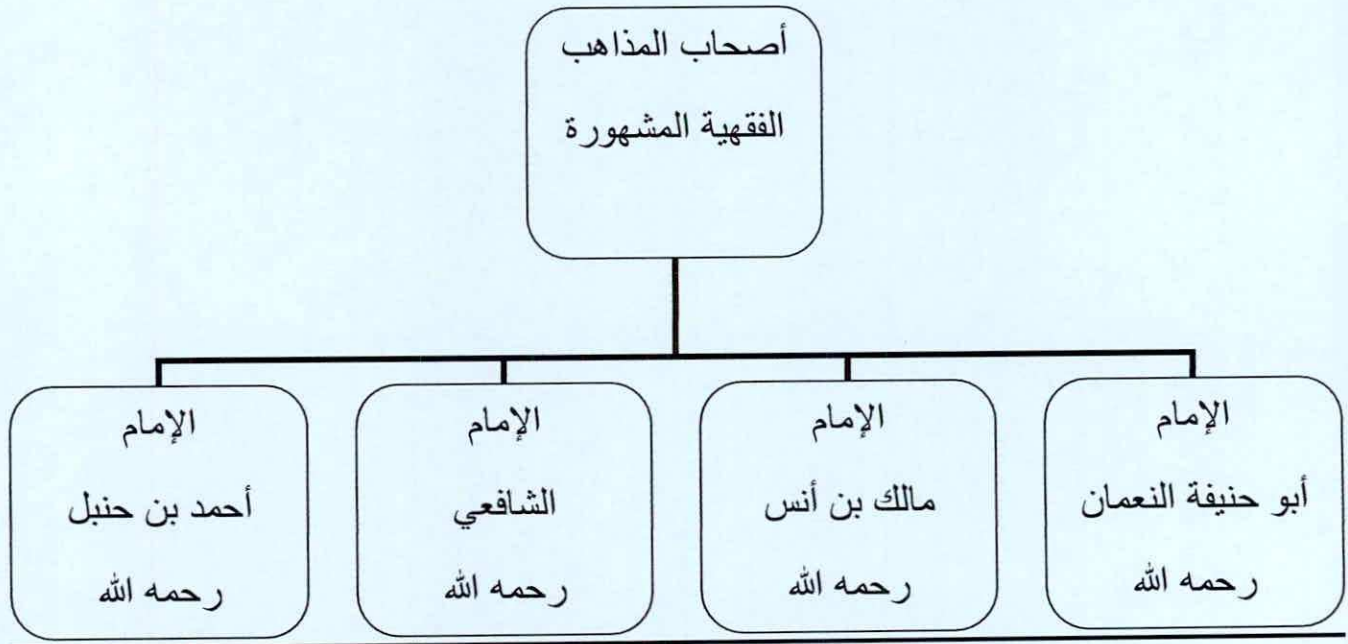 أصحاب المذاهب
الفقهية المشهورة
الإمام
أبو حنيفة النعمان
رحمه الله
الإمام
مالك بن أنس
رحمه الله
الإمام
الشافعي
رحمه الله
الإمام
أحمد بن حنبل
رحمه الله